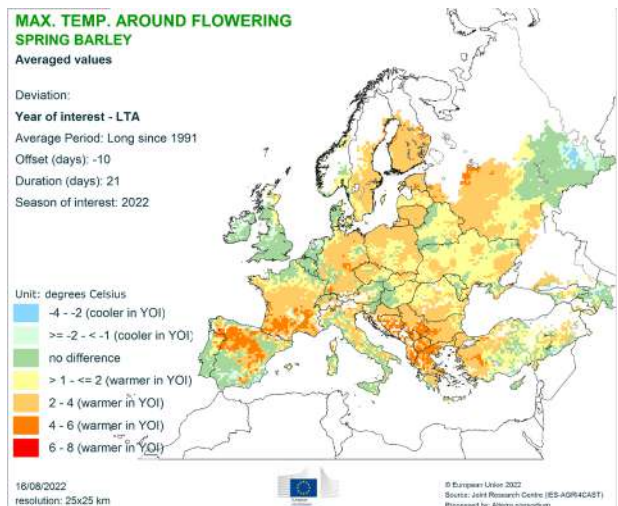 MAX. TEMP. AROUND FLOWERING
SPRING BARLEY
Averaged values
Deviation:
Year of interest - LTA
Average Period: Long since 1991
Offset (days): -10
Duration (days): 21
Season of interest: 2022
Unit: degrees Celsius
-4 - -2 (cooler in YOI)
>= -2 - < -1 (cooler in YOI)
no difference
> 1 - <= 2 (warmer in YOI)
2 - 4 (warmer in YOI)
4 - 6 (warmer in YOI)
6 - 8 (warmer in YOI)
16/08/2022
resolution: 25x25 km
© European Union 2022
Source: Joint Research Centre (IES-AGRI4CAST)